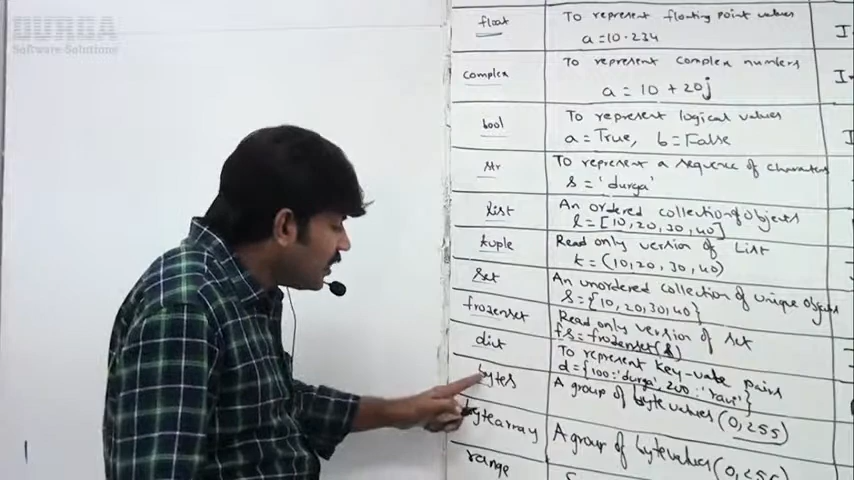 DURGA
Software Solutions
float
To represent floating point values
a=10.234
I-
complex
To represent complex numbers
a = 10 + 20j
I-
bool
To represent logical values
a=True, b=False
I
str
To represent a sequence of characters
s = 'durga'
list
An ordered collection of objects
l=[10,20,30,40]
tuple
Read only version of List
t=(10,20,30,40)
set
An unordered collection of unique objects
s={10,20,30,40}
frozenset
Read only version of set
fs=frozenset(s)
dict
To represent key-value pairs
d={100:'durga',200:'ravi'}
bytes
A group of byte values (0,255)
bytearray
A group of byte values (0,256)
range